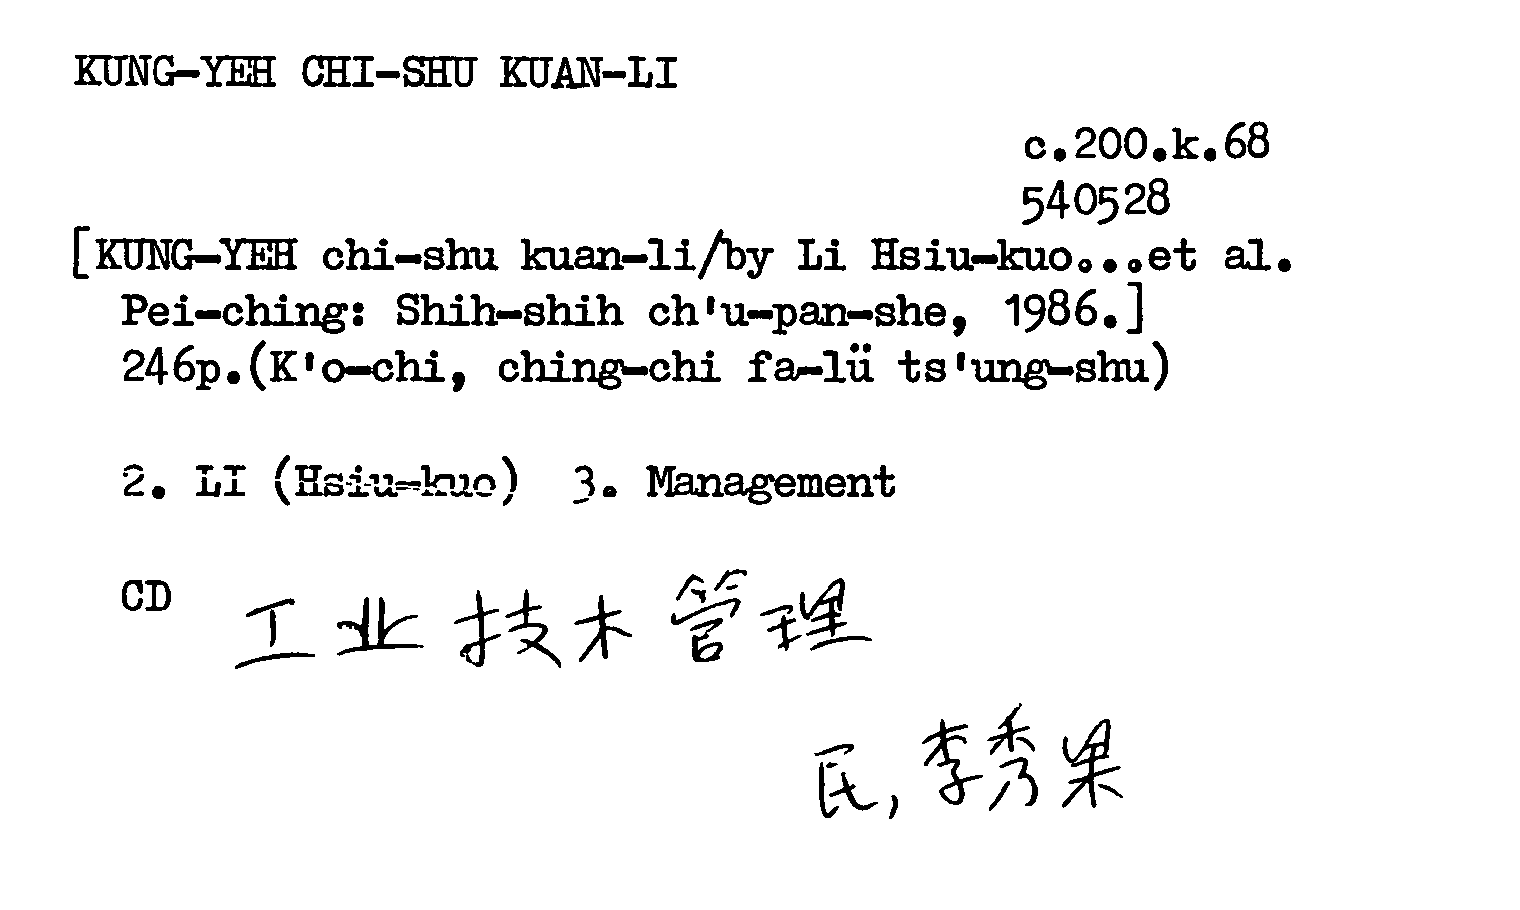 KUNG-YEH CHI-SHU KUAN-LI
c.200.k.68
540528
[KUNG-YEH chi-shu kuan-li/by Li Hsiu-kuo...et al.
Pei-ching: Shih-shih ch'u-pan-she, 1986.]
246p.(K'o-chi, ching-chi fa-lü ts'ung-shu)
2. LI (Hsiu-kuo) 3. Management
CD 工业技术管理
民, 李秀果